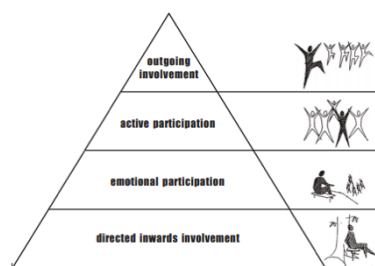 outgoing
involvement
active participation
emotional participation
directed inwards involvement